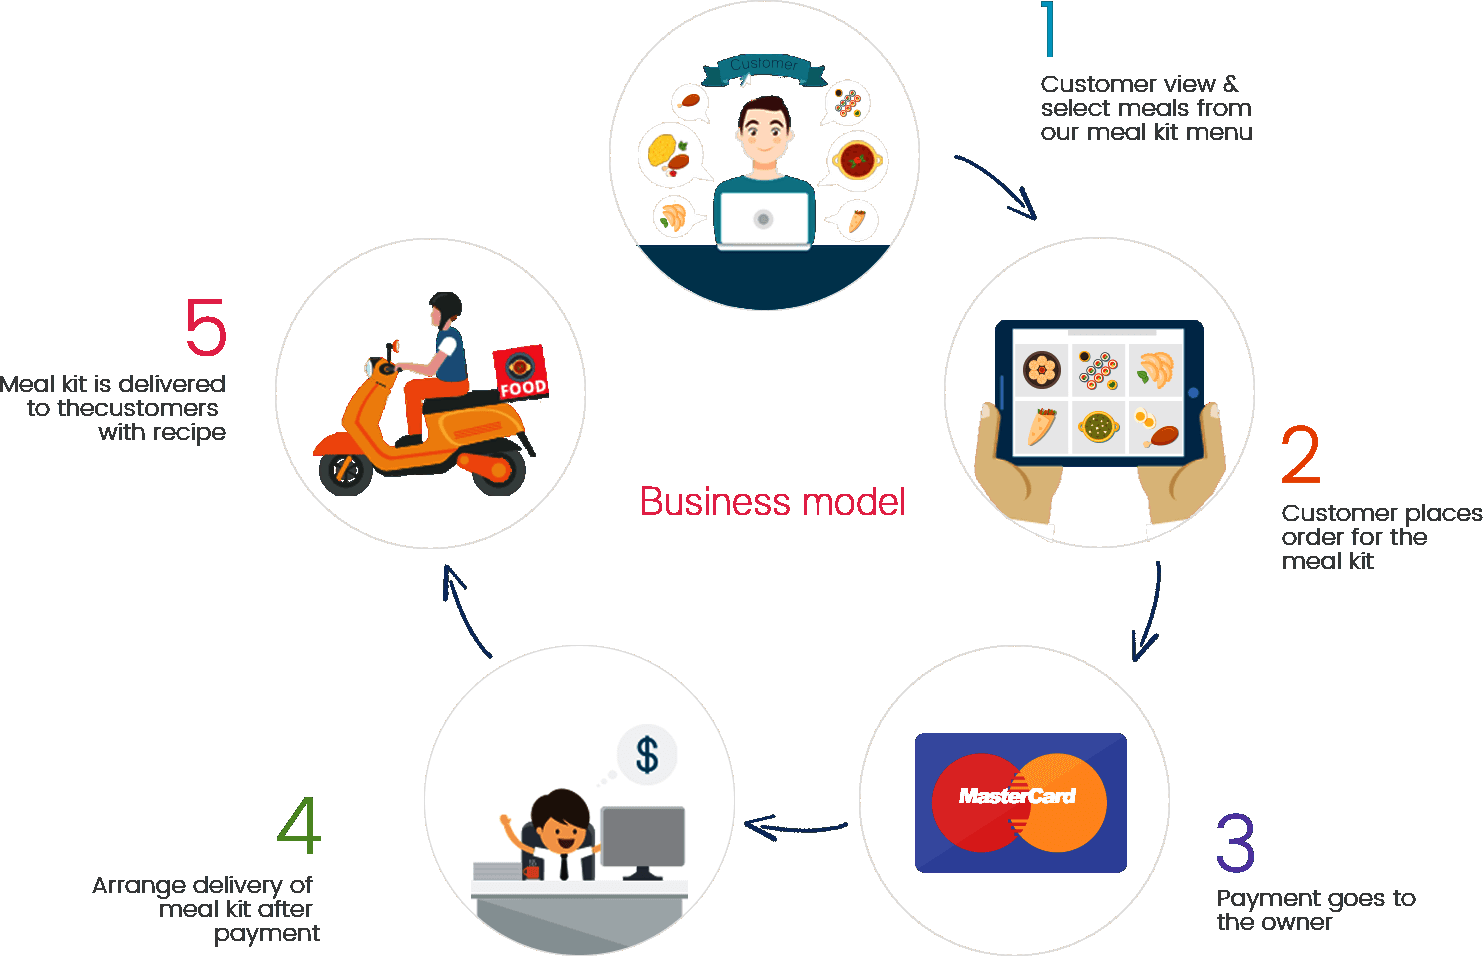 1
Customer view &
select meals from
our meal kit menu
Customer
2
Customer places
order for the
meal kit
3
Payment goes to
the owner
MasterCard
4
Arrange delivery of
meal kit after
payment
$
5
Meal kit is delivered
to thecustomers
with recipe
FOOD
Business model